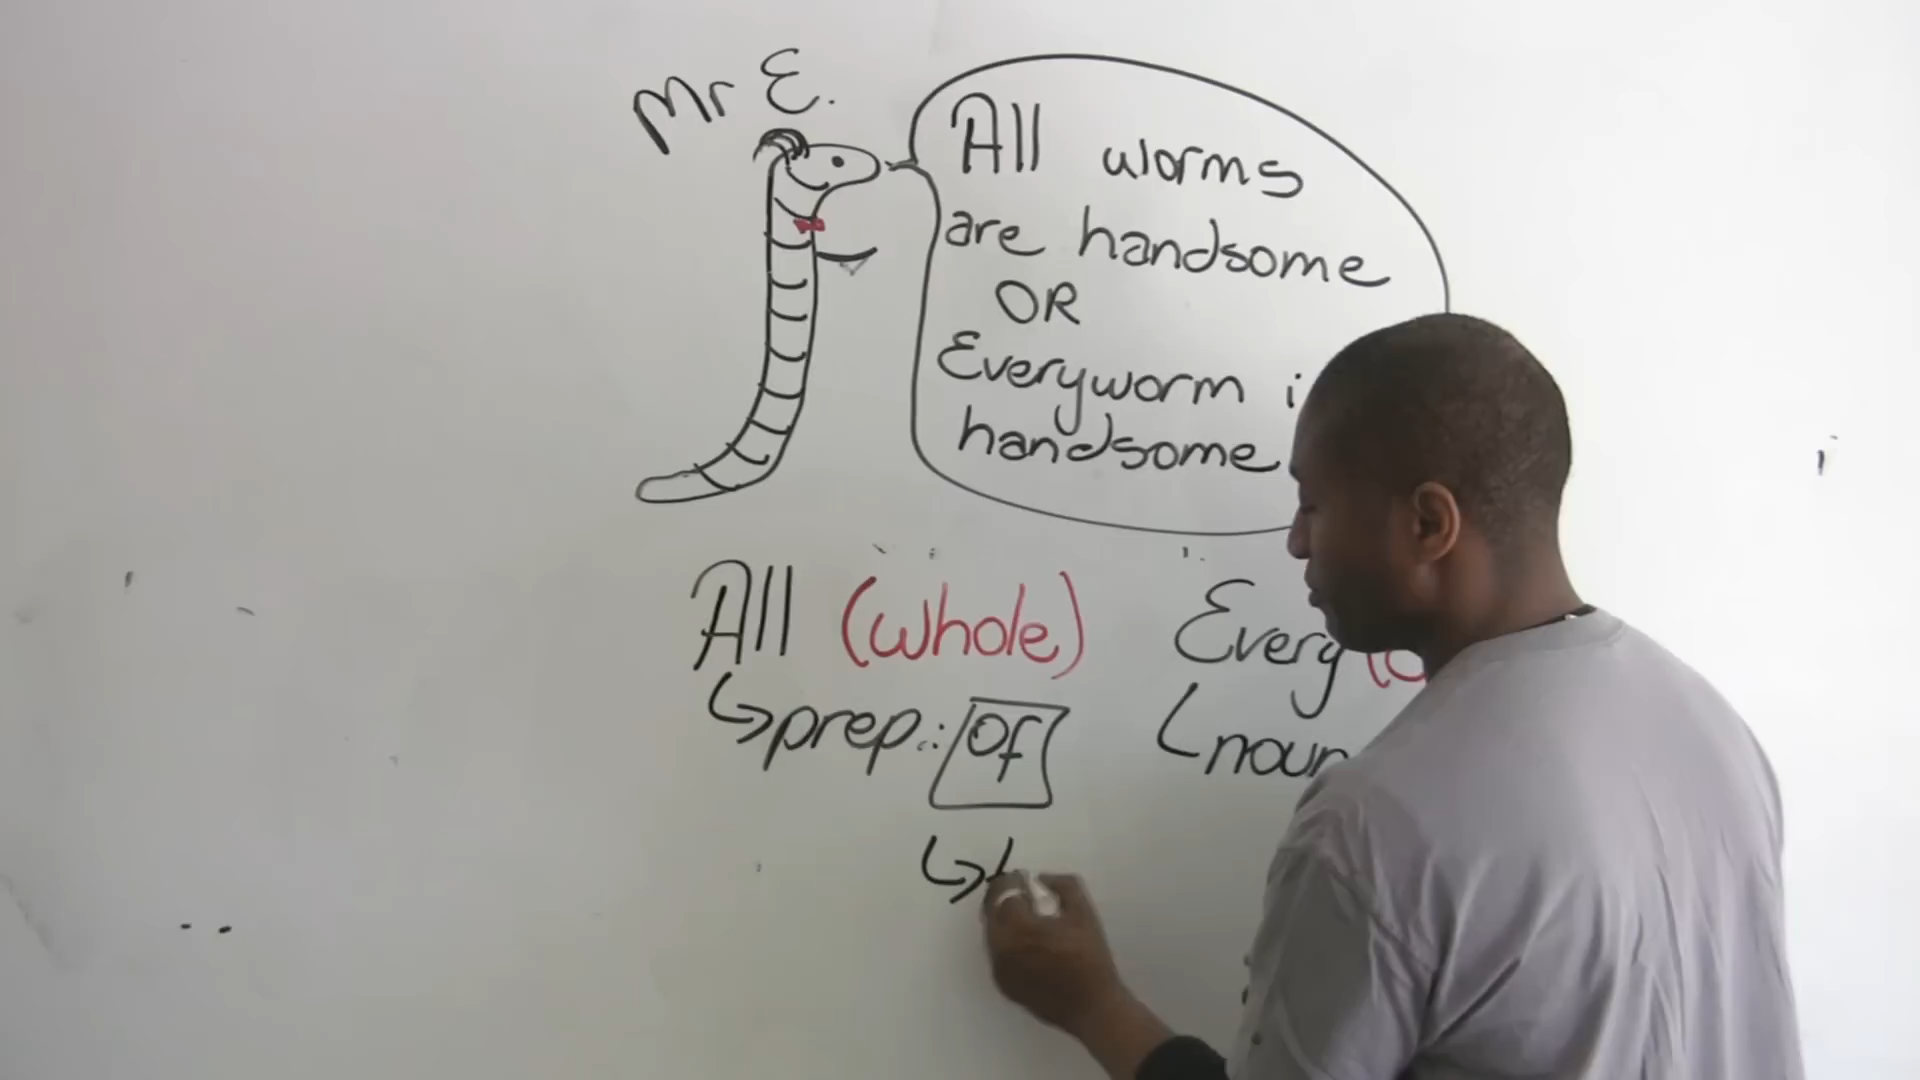 Mr E.
All worms
are handsome
OR
Everyworm
handsome
All (whole)
Every
↳prep.: of
noun